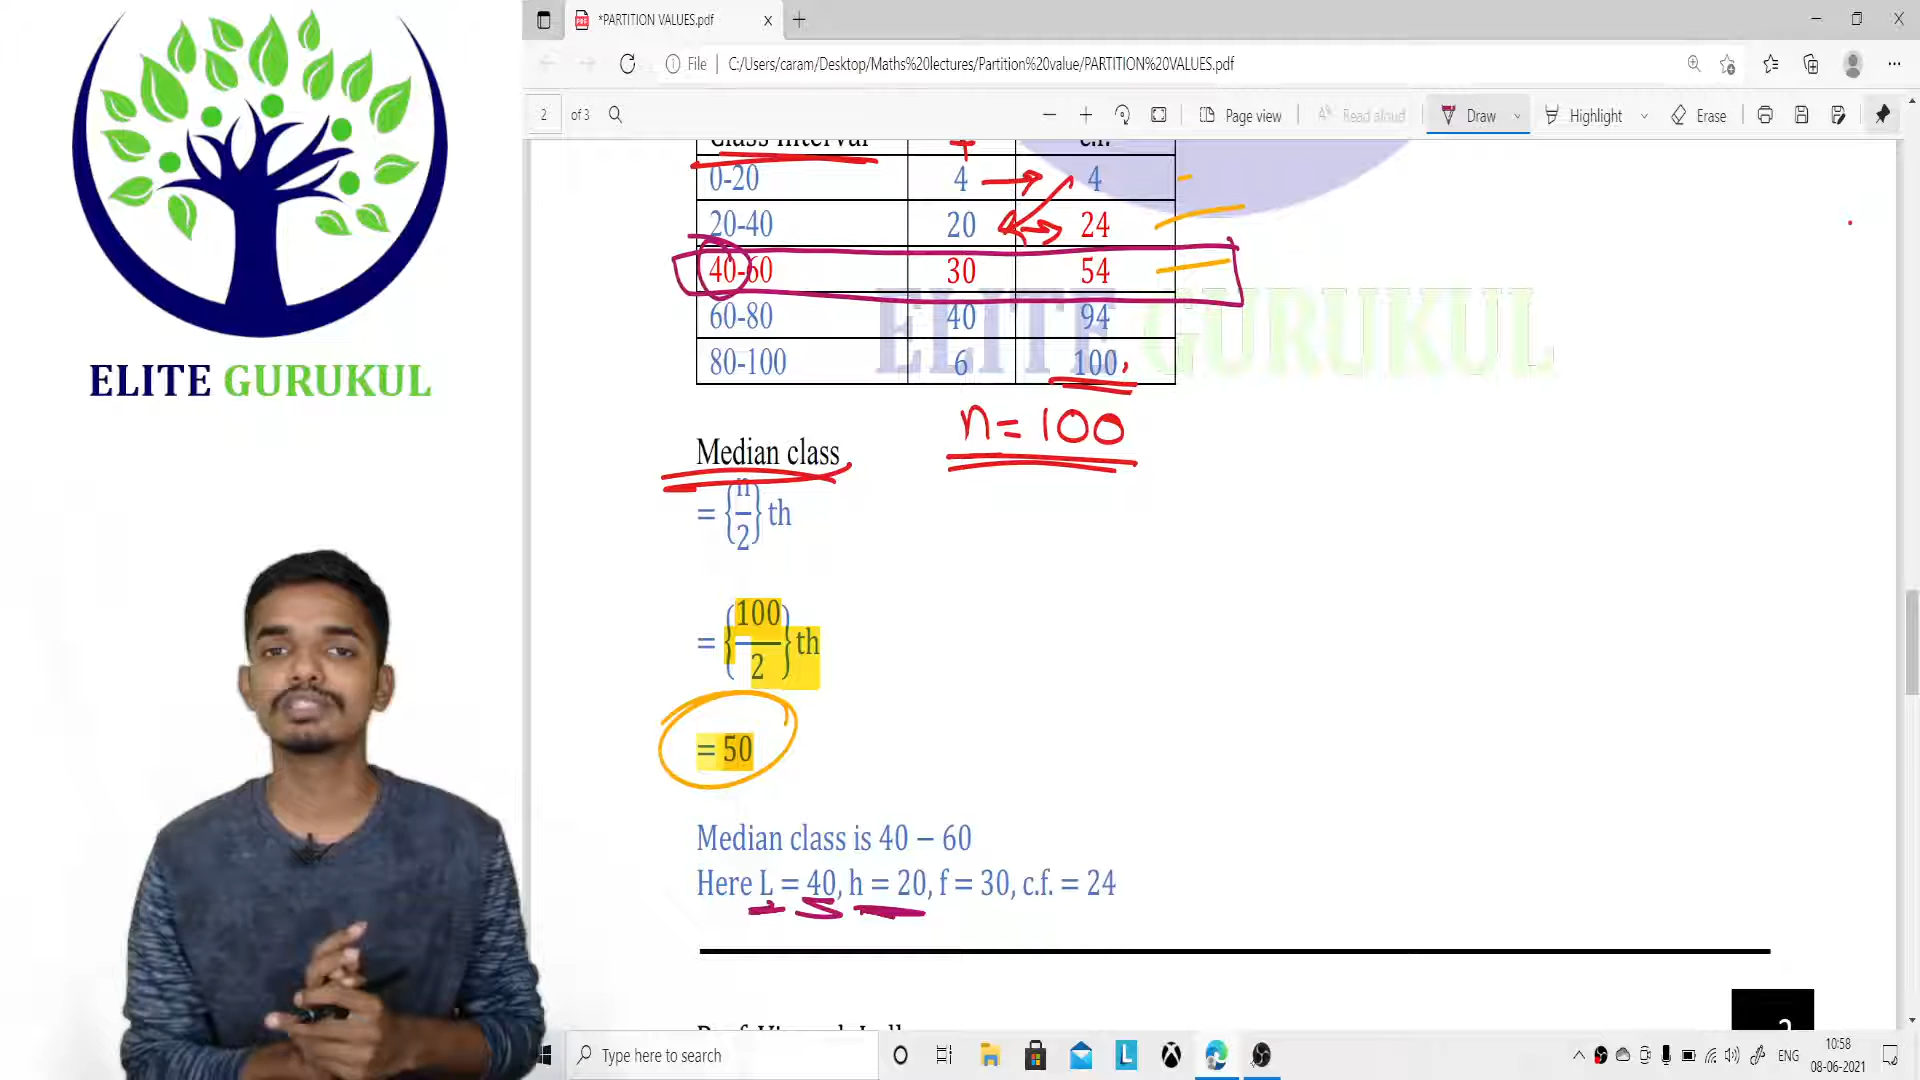 *PARTITION VALUES.pdf
File
C:/Users/caram/Desktop/Maths%20lectures/Partition%20value/PARTITION%20VALUES.pdf
2 of 3
Page view
Read aloud
Draw
Highlight
Erase
Class Interval f c.f.
0-20 4 4
20-40 20 24
40-60 30 54
60-80 40 94
80-100 6 100
ELITE GURUKUL
ELITE GURUKUL
n = 100
Median class
= {n/2} th
= {100/2} th
= 50
Median class is 40 − 60
Here L = 40, h = 20, f = 30, c.f. = 24
2
Type here to search
L
ENG
10:58
08-06-2021